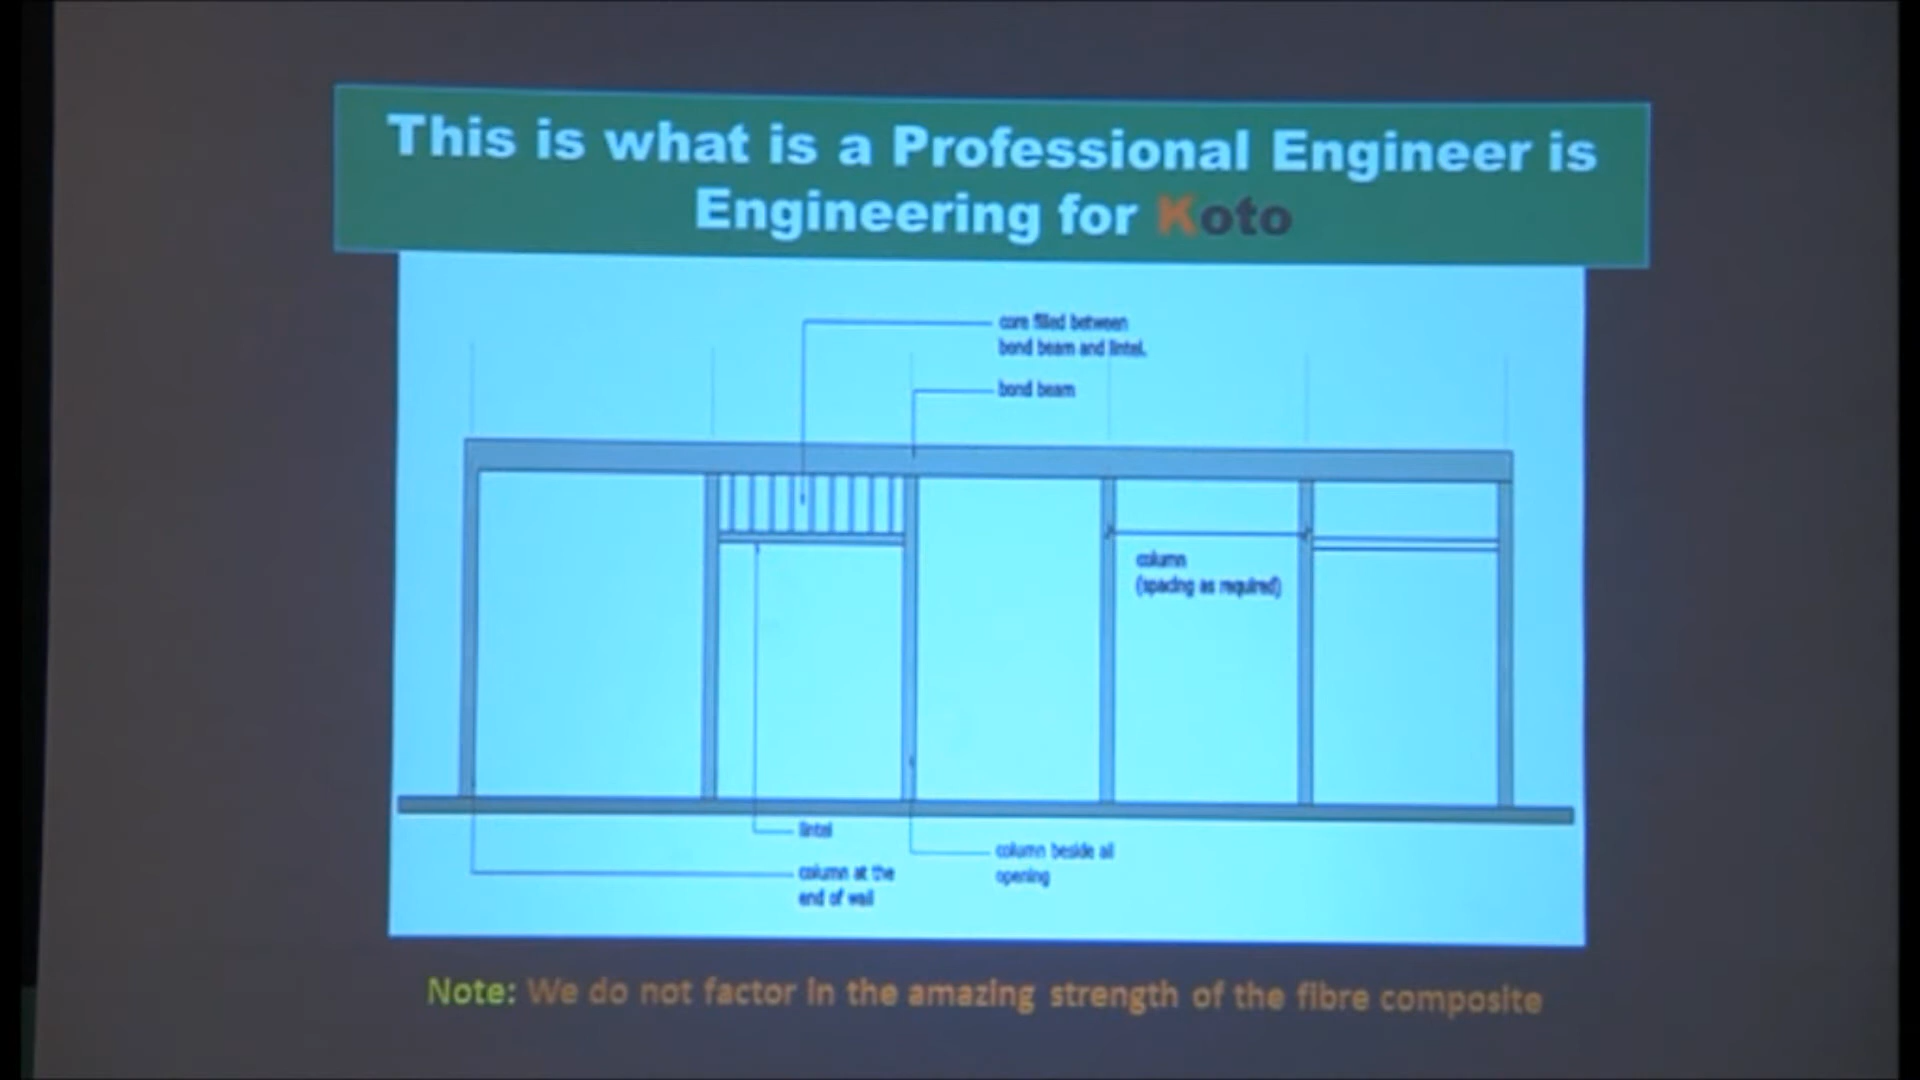 This is what is a Professional Engineer is
Engineering for Koto
core filled between
bond beam and lintel.
bond beam
column
(spacing as required)
lintel
column beside all
opening
column at the
end of wall
Note: We do not factor in the amazing strength of the fibre composite